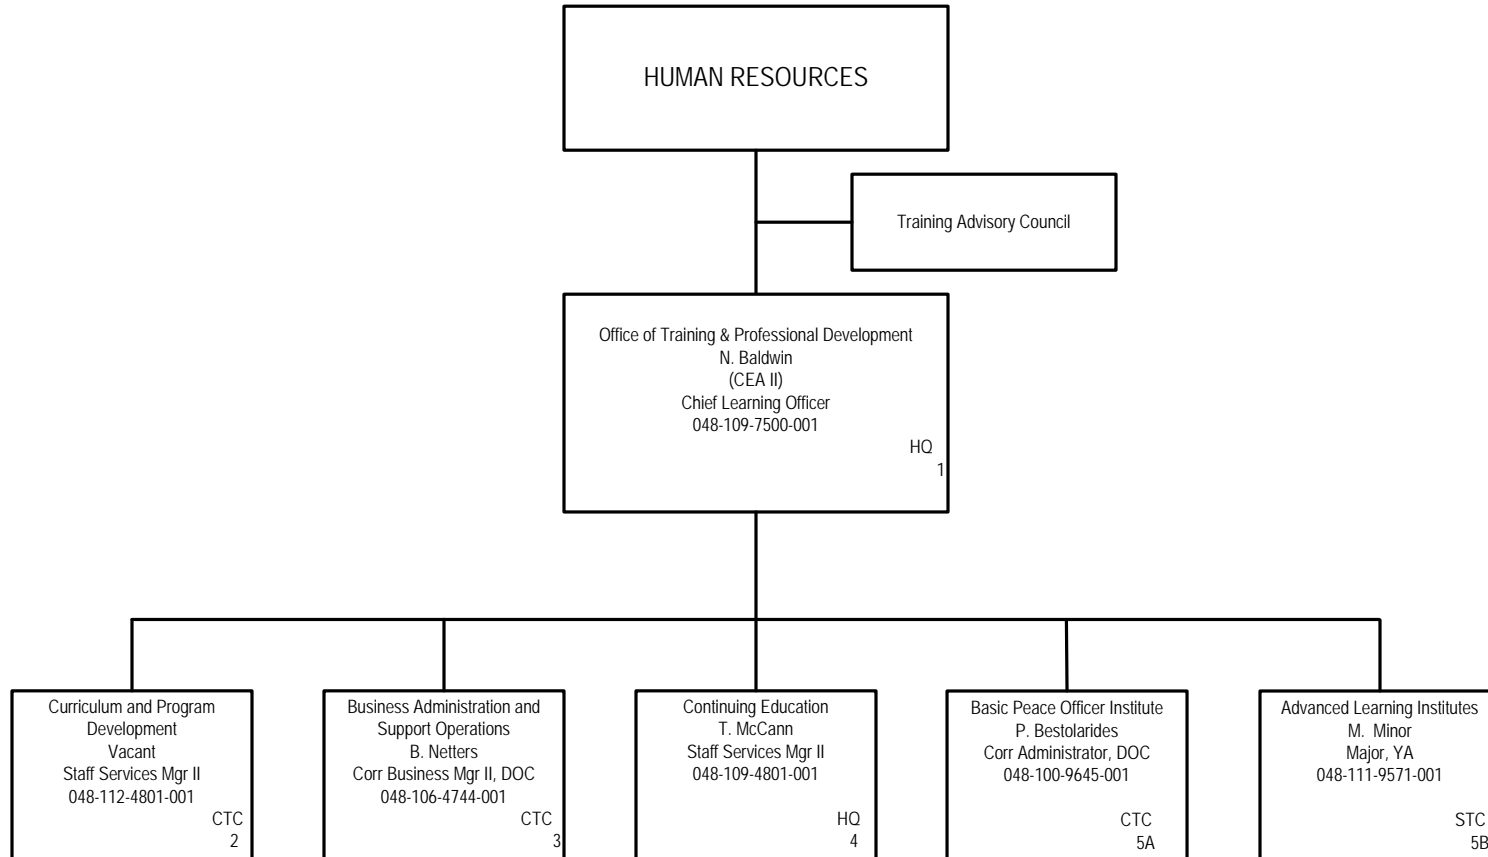 HUMAN RESOURCES
Training Advisory Council
Office of Training & Professional Development
N. Baldwin
(CEA II)
Chief Learning Officer
048-109-7500-001
HQ
1
Curriculum and Program
Development
Vacant
Staff Services Mgr II
048-112-4801-001
CTC
2
Business Administration and
Support Operations
B. Netters
Corr Business Mgr II, DOC
048-106-4744-001
CTC
3
Continuing Education
T. McCann
Staff Services Mgr II
048-109-4801-001
HQ
4
Basic Peace Officer Institute
P. Bestolarides
Corr Administrator, DOC
048-100-9645-001
CTC
5A
Advanced Learning Institutes
M. Minor
Major, YA
048-111-9571-001
STC
5B